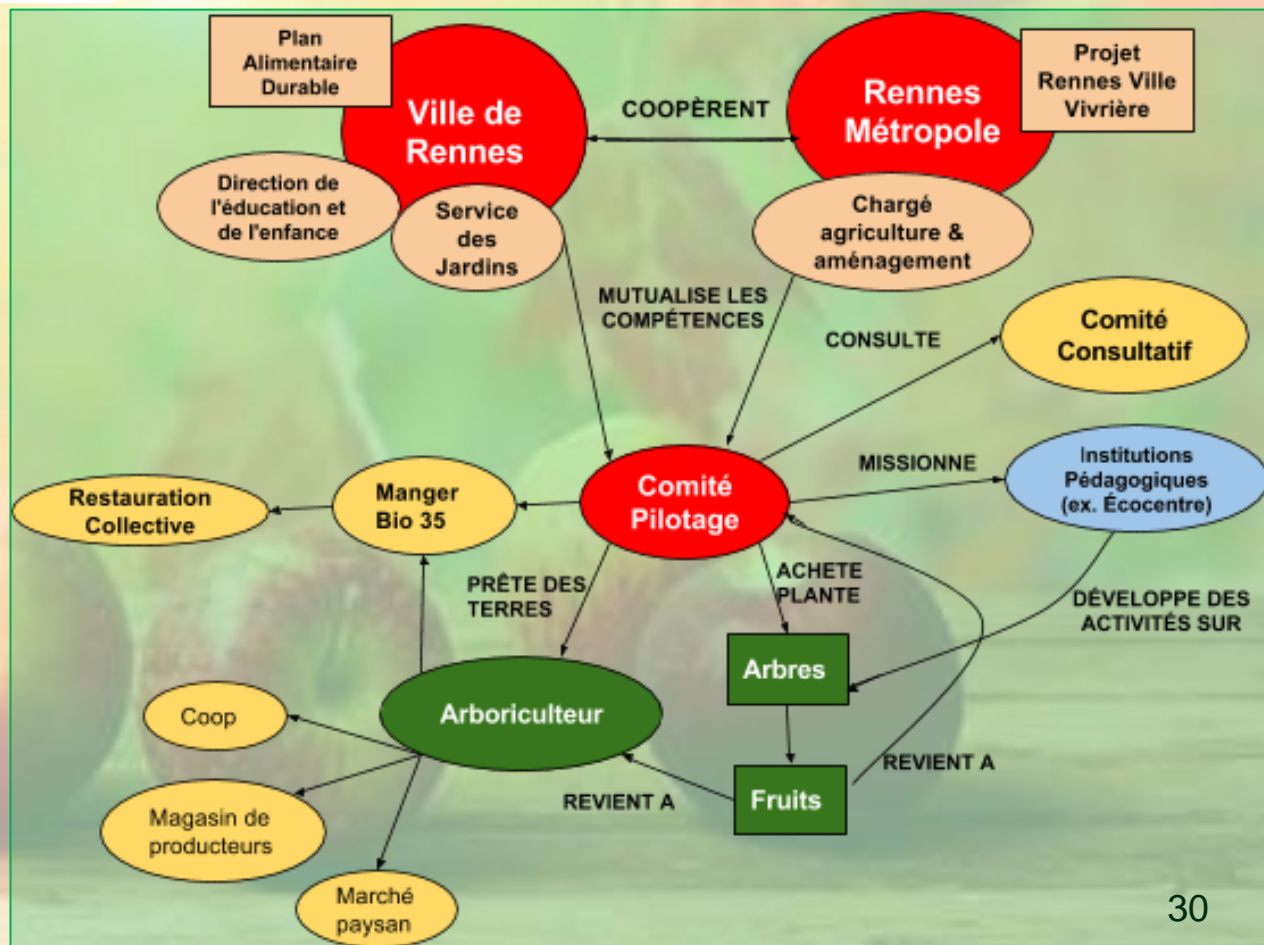 Plan
Alimentaire
Durable
Ville de
Rennes
COOPÈRENT
Rennes
Métropole
Projet
Rennes Ville
Vivrière
Direction de
l'éducation et
de l'enfance
Service
des
Jardins
Chargé
agriculture &
aménagement
MUTUALISE LES
COMPÉTENCES
CONSULTE
Comité
Consultatif
Restauration
Collective
Manger
Bio 35
Comité
Pilotage
MISSIONNE
Institutions
Pédagogiques
(ex. Écocentre)
PRÊTE DES
TERRES
ACHETE
PLANTE
DÉVELOPPE DES
ACTIVITÉS SUR
Arbres
Coop
Arboriculteur
REVIENT A
Fruits
REVIENT A
Magasin de
producteurs
Marché
paysan
30